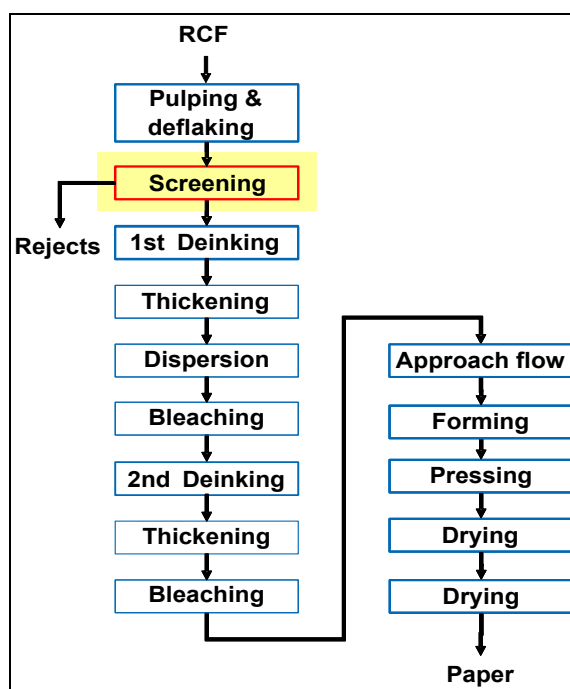 RCF
Pulping &
deflaking
Screening
Rejects
1st Deinking
Thickening
Dispersion
Bleaching
2nd Deinking
Thickening
Bleaching
Approach flow
Forming
Pressing
Drying
Drying
Paper